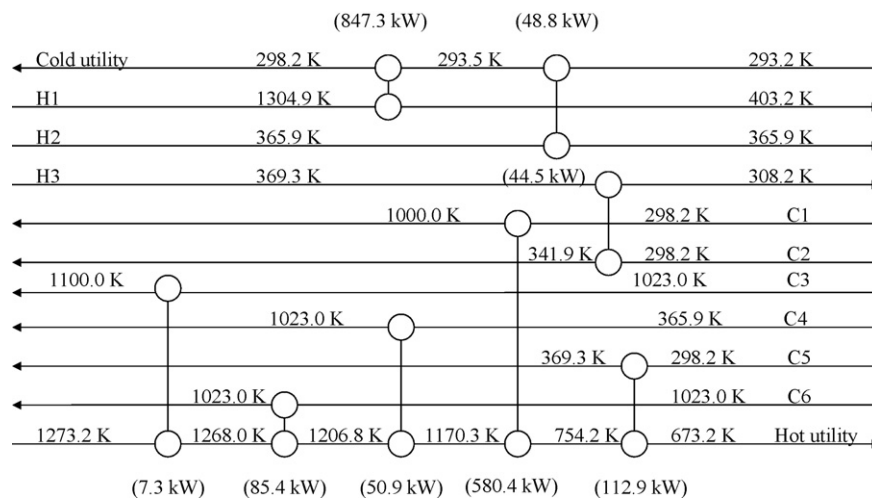 (847.3 kW) (48.8 kW)
Cold utility 298.2 K 293.5 K 293.2 K
H1 1304.9 K 403.2 K
H2 365.9 K 365.9 K
H3 369.3 K (44.5 kW) 308.2 K
1000.0 K 298.2 K C1
341.9 K 298.2 K C2
1100.0 K 1023.0 K C3
1023.0 K 365.9 K C4
369.3 K 298.2 K C5
1023.0 K 1023.0 K C6
1273.2 K 1268.0 K 1206.8 K 1170.3 K 754.2 K 673.2 K Hot utility
(7.3 kW) (85.4 kW) (50.9 kW) (580.4 kW) (112.9 kW)